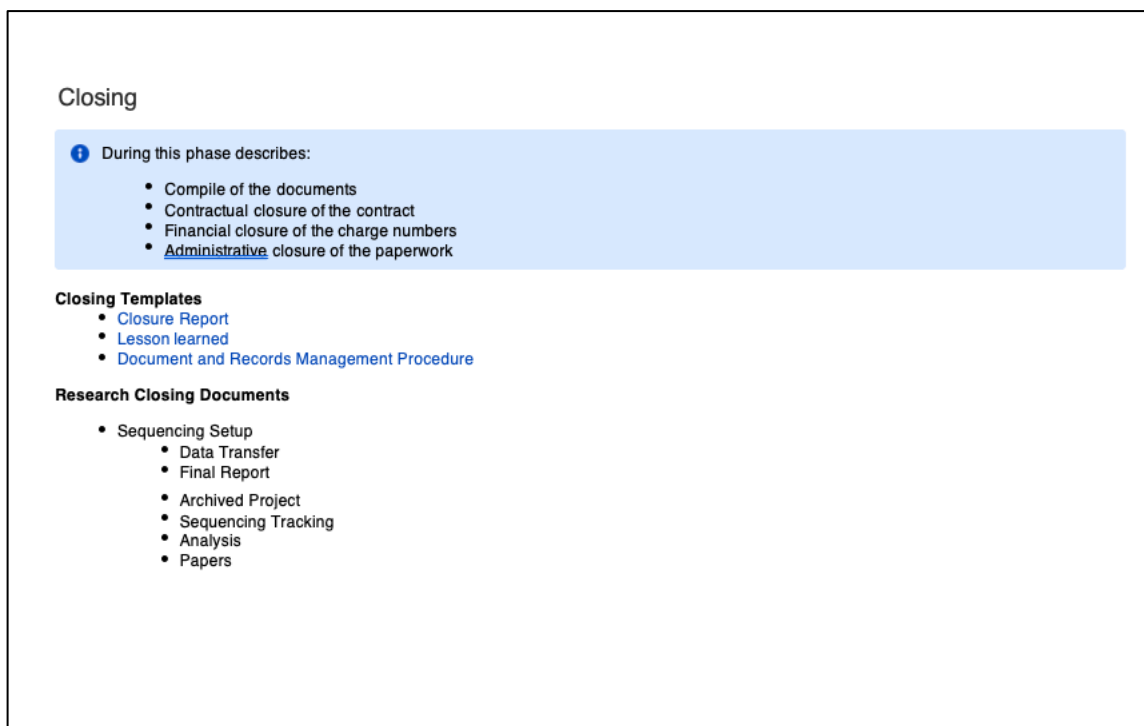 Closing
During this phase describes:
Compile of the documents
Contractual closure of the contract
Financial closure of the charge numbers
Administrative closure of the paperwork
Closing Templates
Closure Report
Lesson learned
Document and Records Management Procedure
Research Closing Documents
Sequencing Setup
Data Transfer
Final Report
Archived Project
Sequencing Tracking
Analysis
Papers